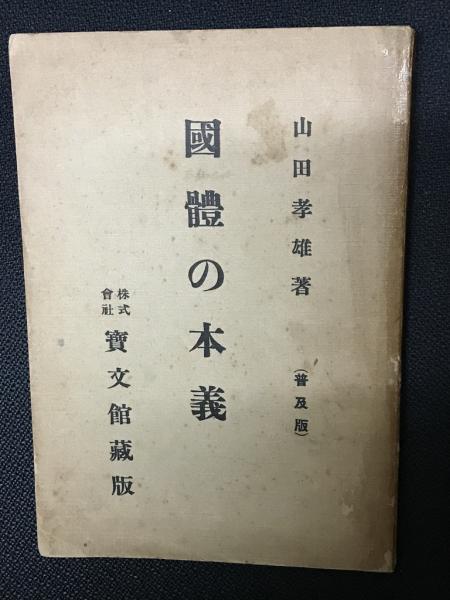 山田孝雄著
(普及版)
國體の本義
株式會社
寶文館藏版